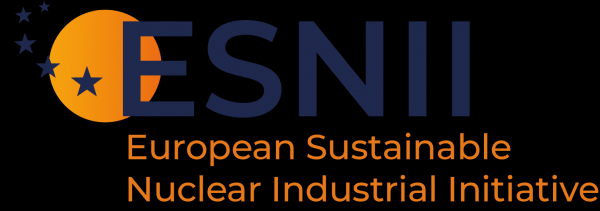 ESNII
European Sustainable
Nuclear Industrial Initiative